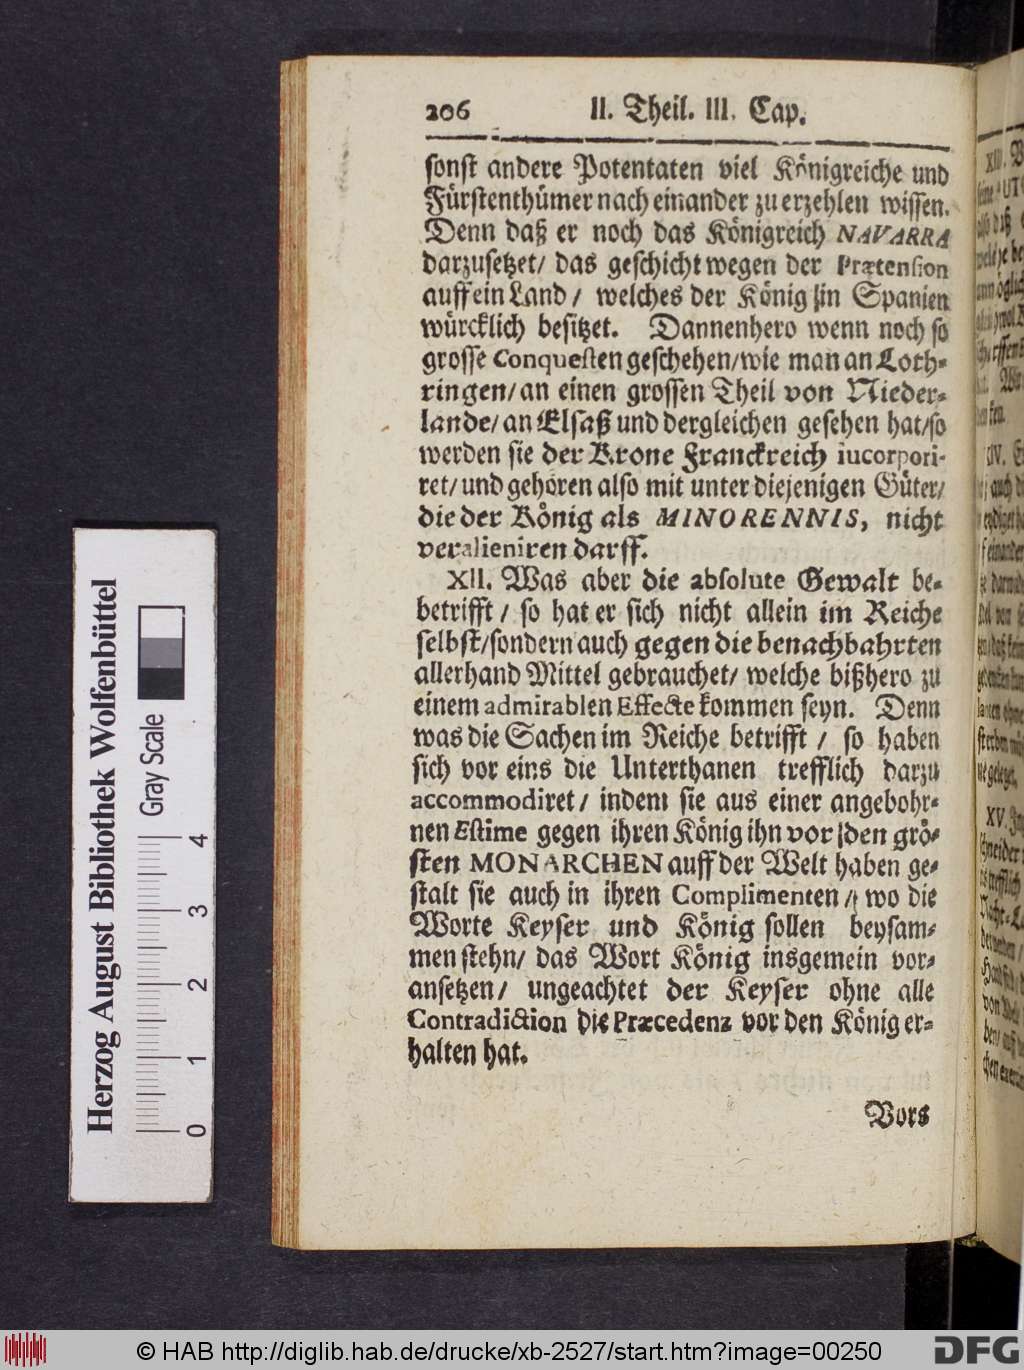 206 II. Theil. III. Cap.
sonst andere Potentaten viel Königreiche und
Fürstenthümer nach einander zu erzehlen wissen.
Denn daß er noch das Königreich NAVARRA
darzusetzet/ das geschicht wegen der Prætension
auff ein Land / welches der König in Spanien
würcklich besitzet. Dannenhero wenn noch so
grosse Conquesten geschehen/wie man an Loth-
ringen/an einen grossen Theil von Nieder-
lande/an Elsaß und dergleichen gesehen hat/so
werden sie der Krone Franckreich iucorpori-
ret/und gehören also mit unter diejenigen Güter/
die der König als MINORENNIS, nicht
veralieniren darff.
XII. Was aber die absolute Gewalt be-
betrifft / so hat er sich nicht allein im Reiche
selbst/sondern auch gegen die benachbahrten
allerhand Mittel gebrauchet/ welche bißhero zu
einem admirablen Effecte kommen seyn. Denn
was die Sachen im Reiche betrifft / so haben
sich vor eins die Unterthanen trefflich darzu
accommodiret/ indem sie aus einer angebohr-
nen Estime gegen ihren König ihn vor den grö-
sten MONARCHEN auff der Welt haben ge-
stalt sie auch in ihren Complimenten / wo die
Worte Keyser und König sollen beysam-
men stehn/ das Wort König insgemein vor-
ansetzen/ ungeachtet der Keyser ohne alle
Contradiction die Præcedenz vor den König er-
halten hat.
Vors
Herzog August Bibliothek Wolfenbüttel
Gray Scale
0 1 2 3 4
© HAB http://diglib.hab.de/drucke/xb-2527/start.htm?image=00250
DFG